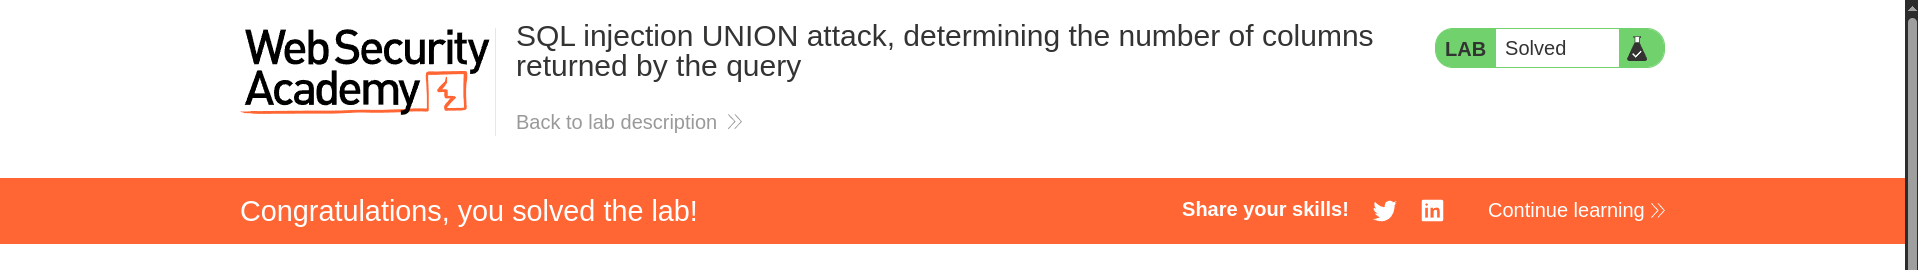 Web Security
Academy
SQL injection UNION attack, determining the number of columns
returned by the query
Back to lab description
LAB Solved
Congratulations, you solved the lab!
Share your skills!
Continue learning